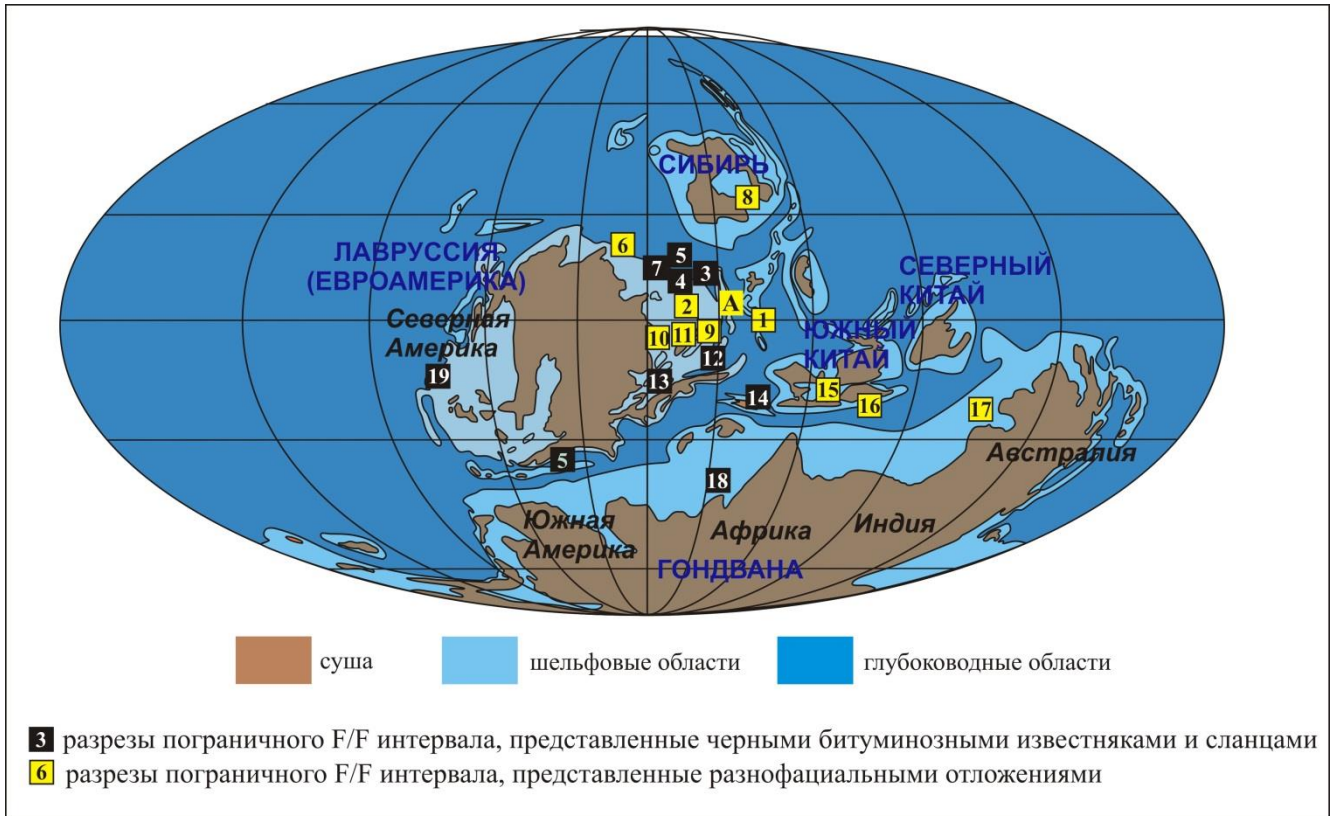 СИБИРЬ
8
6
5
ЛАВРУССИЯ
(ЕВРОАМЕРИКА)
7
3
4
СЕВЕРНЫЙ
КИТАЙ
2
А
1
Северная
Америка
10
11
9
ЮЖНЫЙ
КИТАЙ
12
19
13
14
15
16
17
Австралия
5
18
Южная
Америка
Африка
Индия
ГОНДВАНА
суша
шельфовые области
глубоководные области
3 разрезы пограничного F/F интервала, представленные черными битуминозными известняками и сланцами
6 разрезы пограничного F/F интервала, представленные разнофациальными отложениями